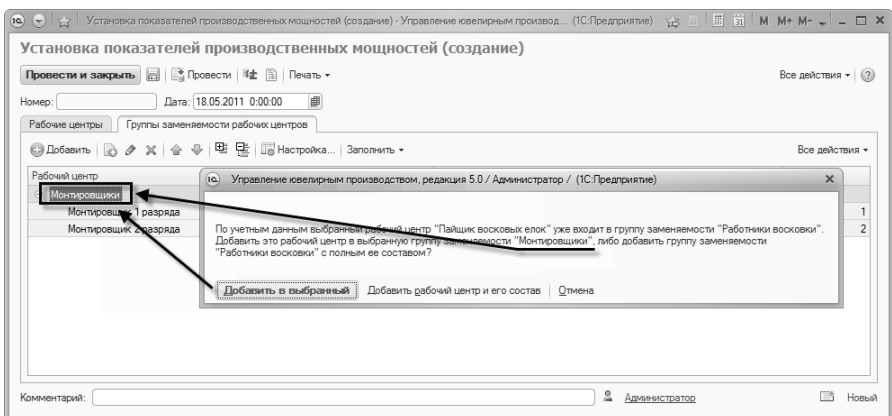 Установка показателей производственных мощностей (создание) - Управление ювелирным производ... (1С:Предприятие)
M M+ M-
Установка показателей производственных мощностей (создание)
Провести и закрыть Провести Печать Все действия
Номер: Дата: 18.05.2011 0:00:00
Рабочие центры Группы заменяемости рабочих центров
Добавить Настройка... Заполнить Все действия
Рабочий центр
Монтировщики
Монтировщик 1 разряда 1
Монтировщик 2 разряда 2
Управление ювелирным производством, редакция 5.0 / Администратор / (1С:Предприятие)
По учетным данным выбранный рабочий центр "Пайщик восковых елок" уже входит в группу заменяемости "Работники восковки".
Добавить это рабочий центр в выбранную группу заменяемости "Монтировщики", либо добавить группу заменяемости
"Работники восковки" с полным ее составом?
Добавить в выбранный Добавить рабочий центр и его состав Отмена
Комментарий: Администратор Новый